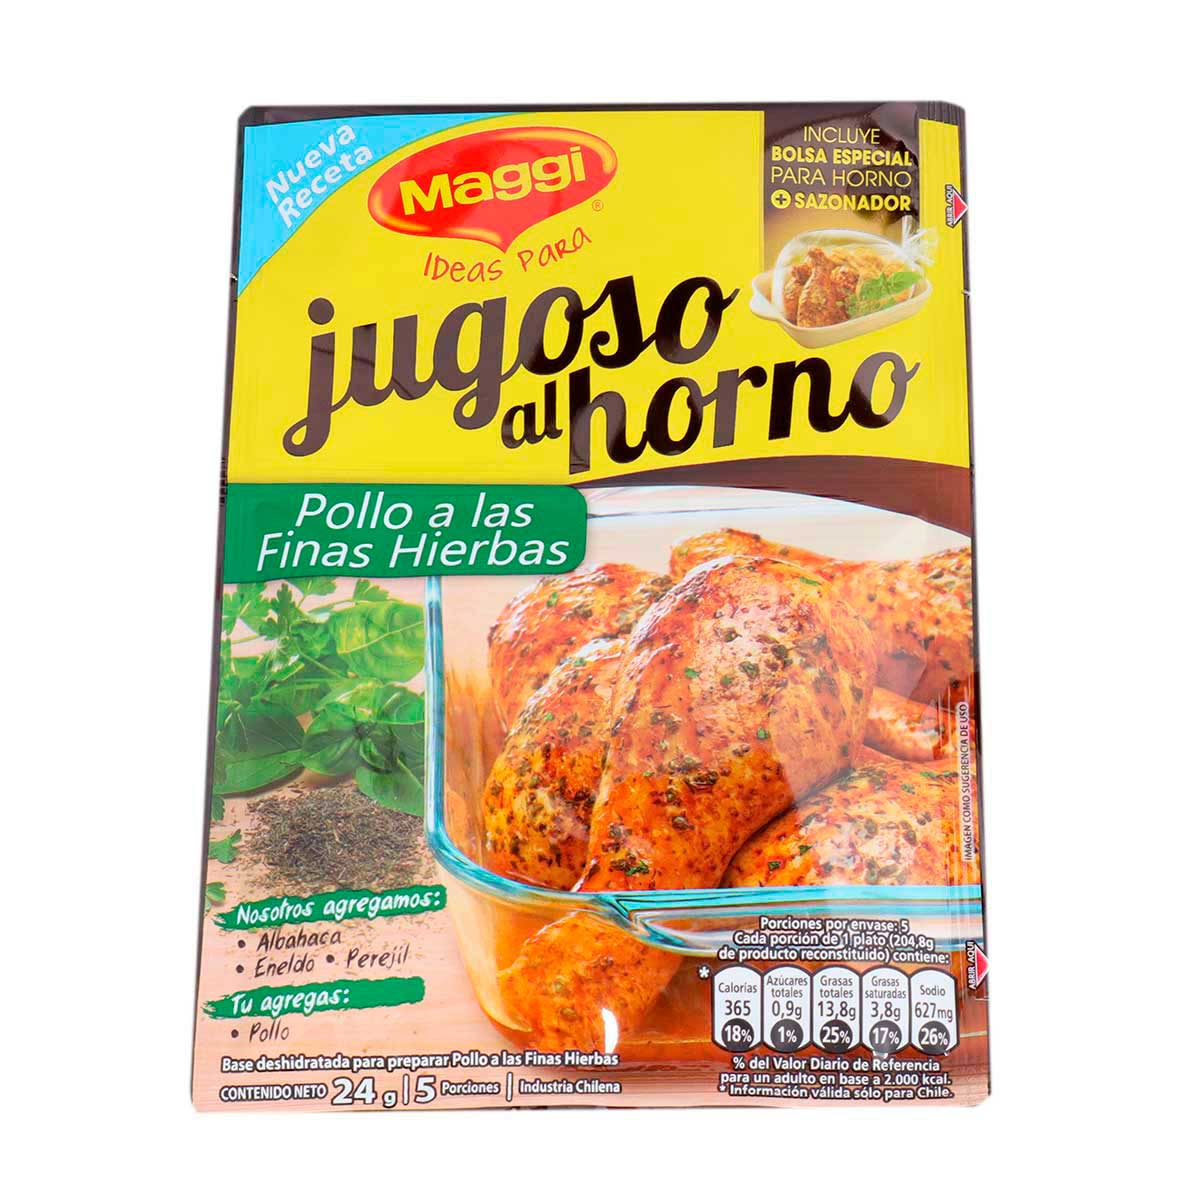 Nueva
Receta
Maggi
®
IDeas PARA
jugoso
al horno
INCLUYE
BOLSA ESPECIAL
PARA HORNO
+ SAZONADOR
ABRIR AQUI
Pollo a las
Finas Hierbas
IMAGEN COMO SUGERENCIA DE USO
Nosotros agregamos:
• Albahaca
• Eneldo • Perejil
Tu agregas:
• Pollo
Base deshidratada para preparar Pollo a las Finas Hierbas
CONTENIDO NETO 24 g | 5 Porciones | Industria Chilena
Porciones por envase: 5
Cada porción de 1 plato (204,8g
de producto reconstituido) contiene:
ABRIR AQUI
*
Calorías
365
18%
Azúcares
totales
0,9g
1%
Grasas
totales
13,8g
25%
Grasas
saturadas
3,8g
17%
Sodio
627mg
26%
% del Valor Diario de Referencia
para un adulto en base a 2.000 kcal.
* Información válida sólo para Chile.